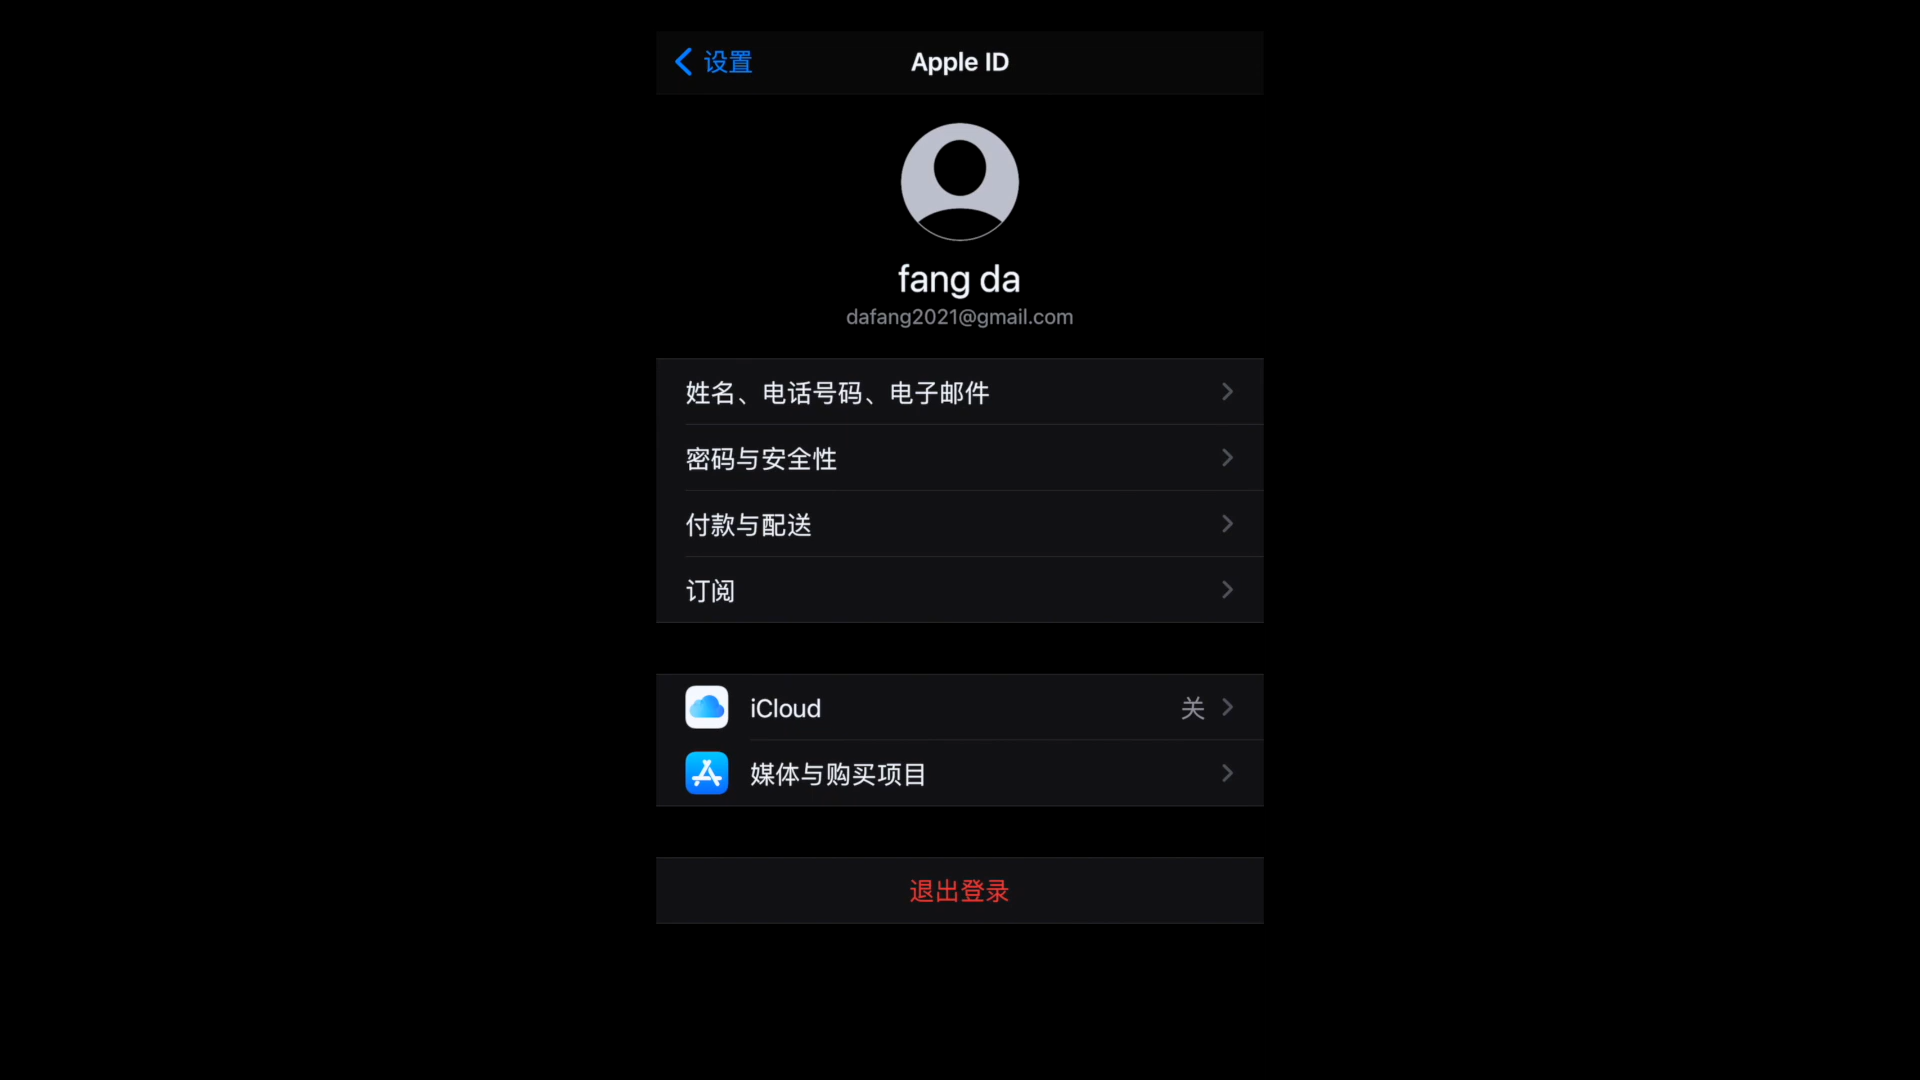 设置
Apple ID
fang da
dafang2021@gmail.com
姓名、电话号码、电子邮件
密码与安全性
付款与配送
订阅
iCloud 关
媒体与购买项目
退出登录